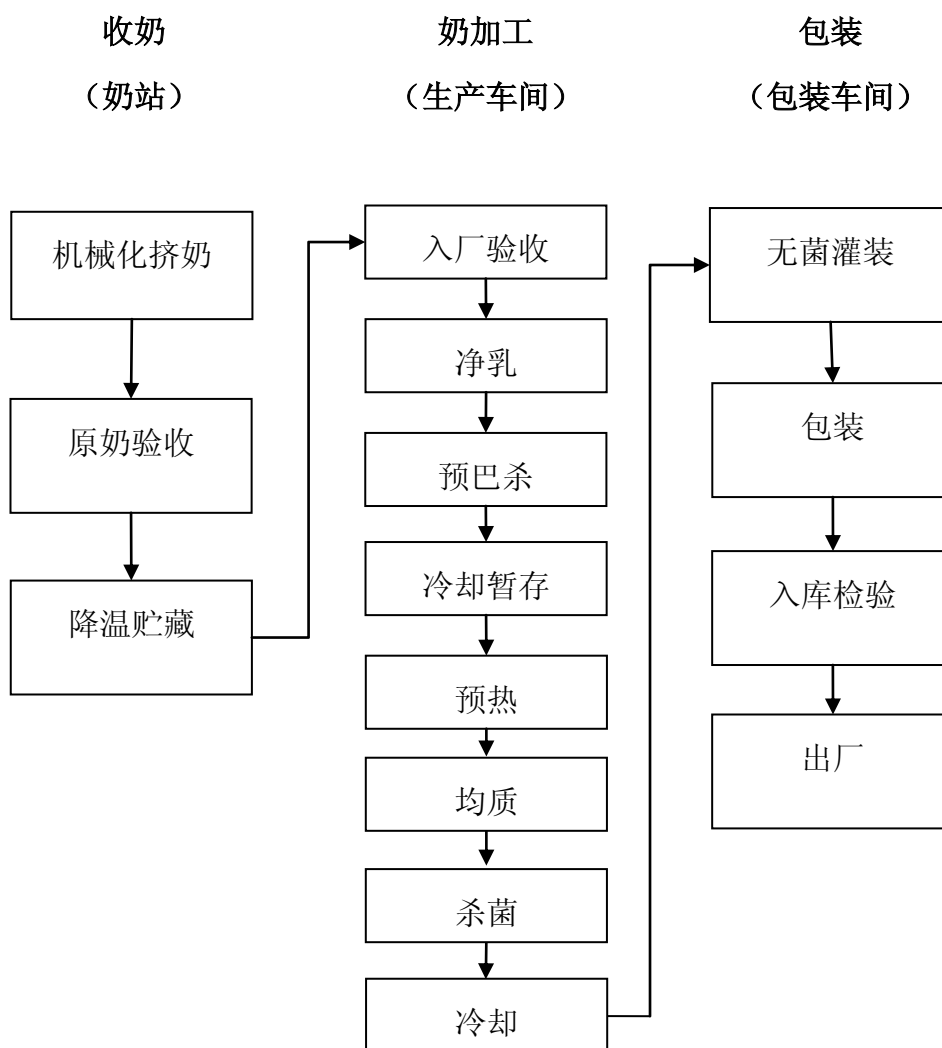 收奶
（奶站）
奶加工
（生产车间）
包装
（包装车间）
机械化挤奶
原奶验收
降温贮藏
入厂验收
净乳
预巴杀
冷却暂存
预热
均质
杀菌
冷却
无菌灌装
包装
入库检验
出厂